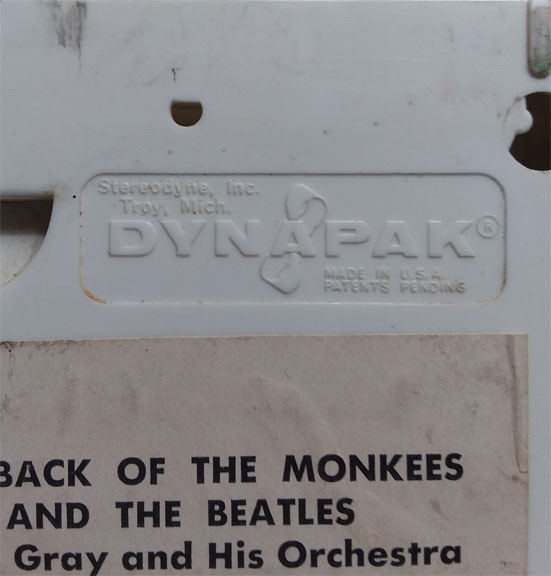 Stereodyne, Inc.
Troy, Mich.
DYNAPAK®
MADE IN U.S.A.
PATENTS PENDING
BACK OF THE MONKEES
AND THE BEATLES
Gray and His Orchestra